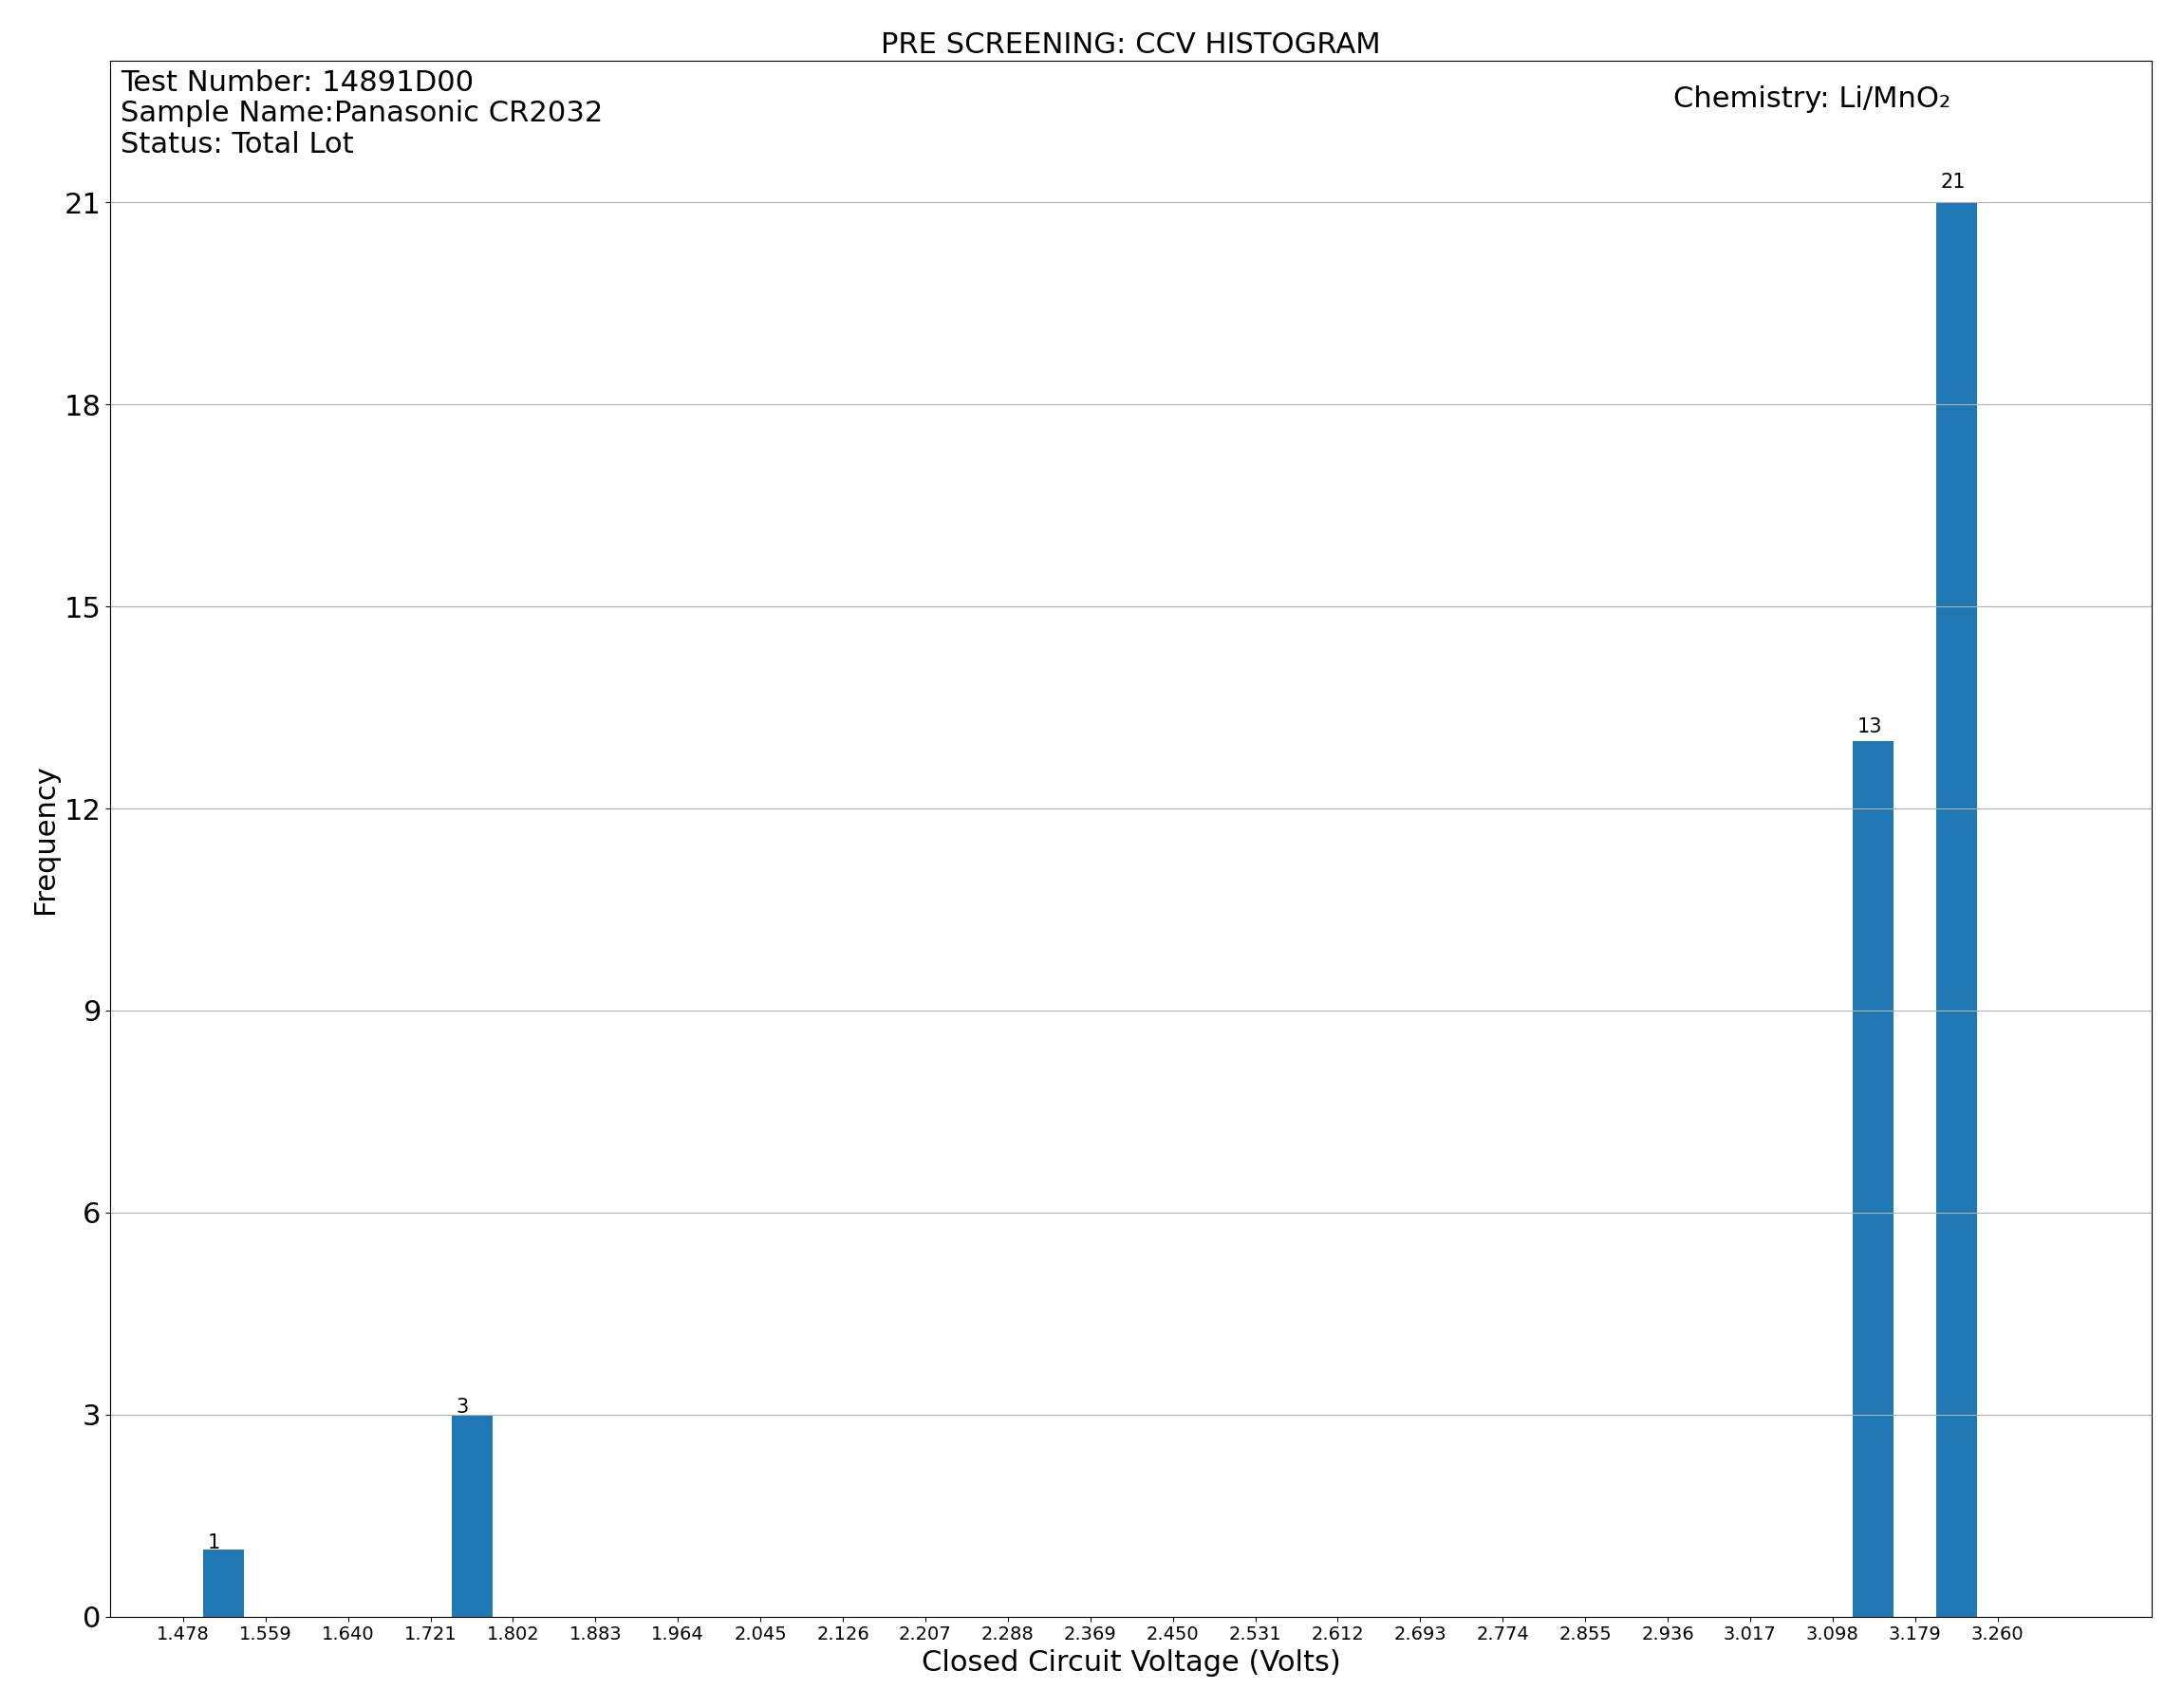 PRE SCREENING: CCV HISTOGRAM
Test Number: 14891D00
Sample Name:Panasonic CR2032
Status: Total Lot
Chemistry: Li/MnO₂
21
13
3
1
21
18
15
12
9
6
3
0
Frequency
1.478 1.559 1.640 1.721 1.802 1.883 1.964 2.045 2.126 2.207 2.288 2.369 2.450 2.531 2.612 2.693 2.774 2.855 2.936 3.017 3.098 3.179 3.260
Closed Circuit Voltage (Volts)